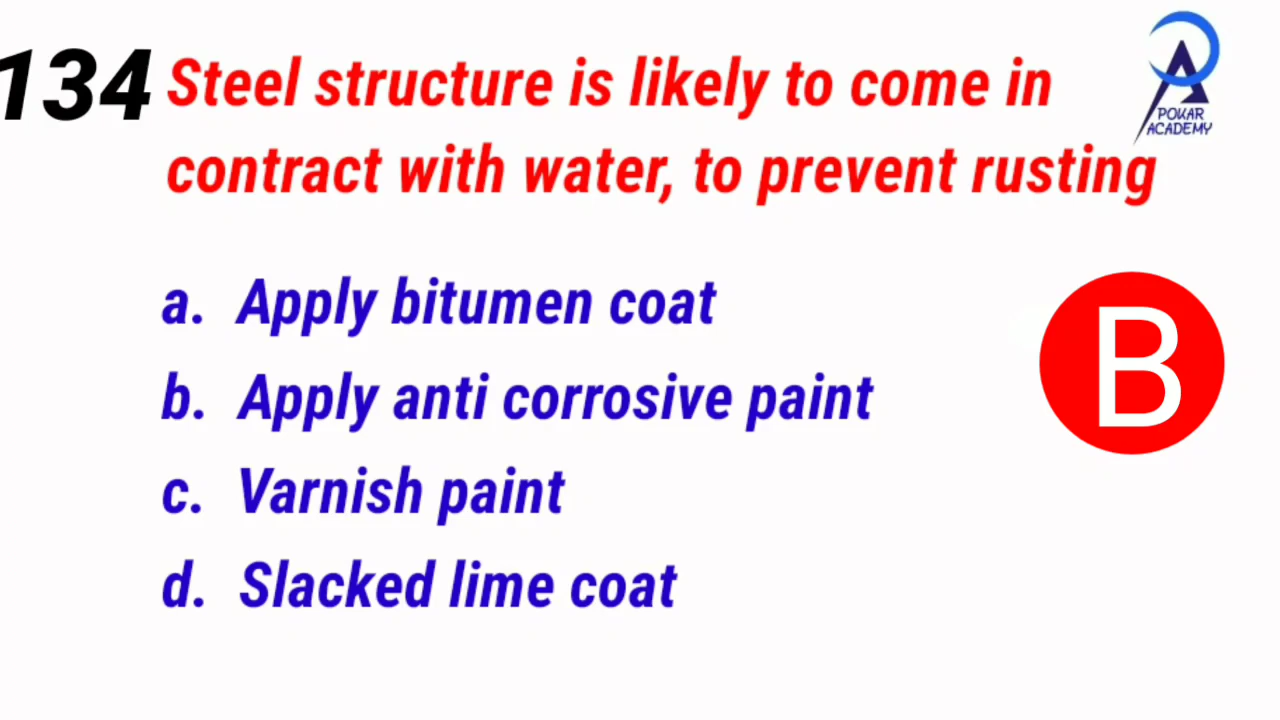 134 Steel structure is likely to come in
contract with water, to prevent rusting
a. Apply bitumen coat
b. Apply anti corrosive paint
c. Varnish paint
d. Slacked lime coat
B
POKAR
ACADEMY